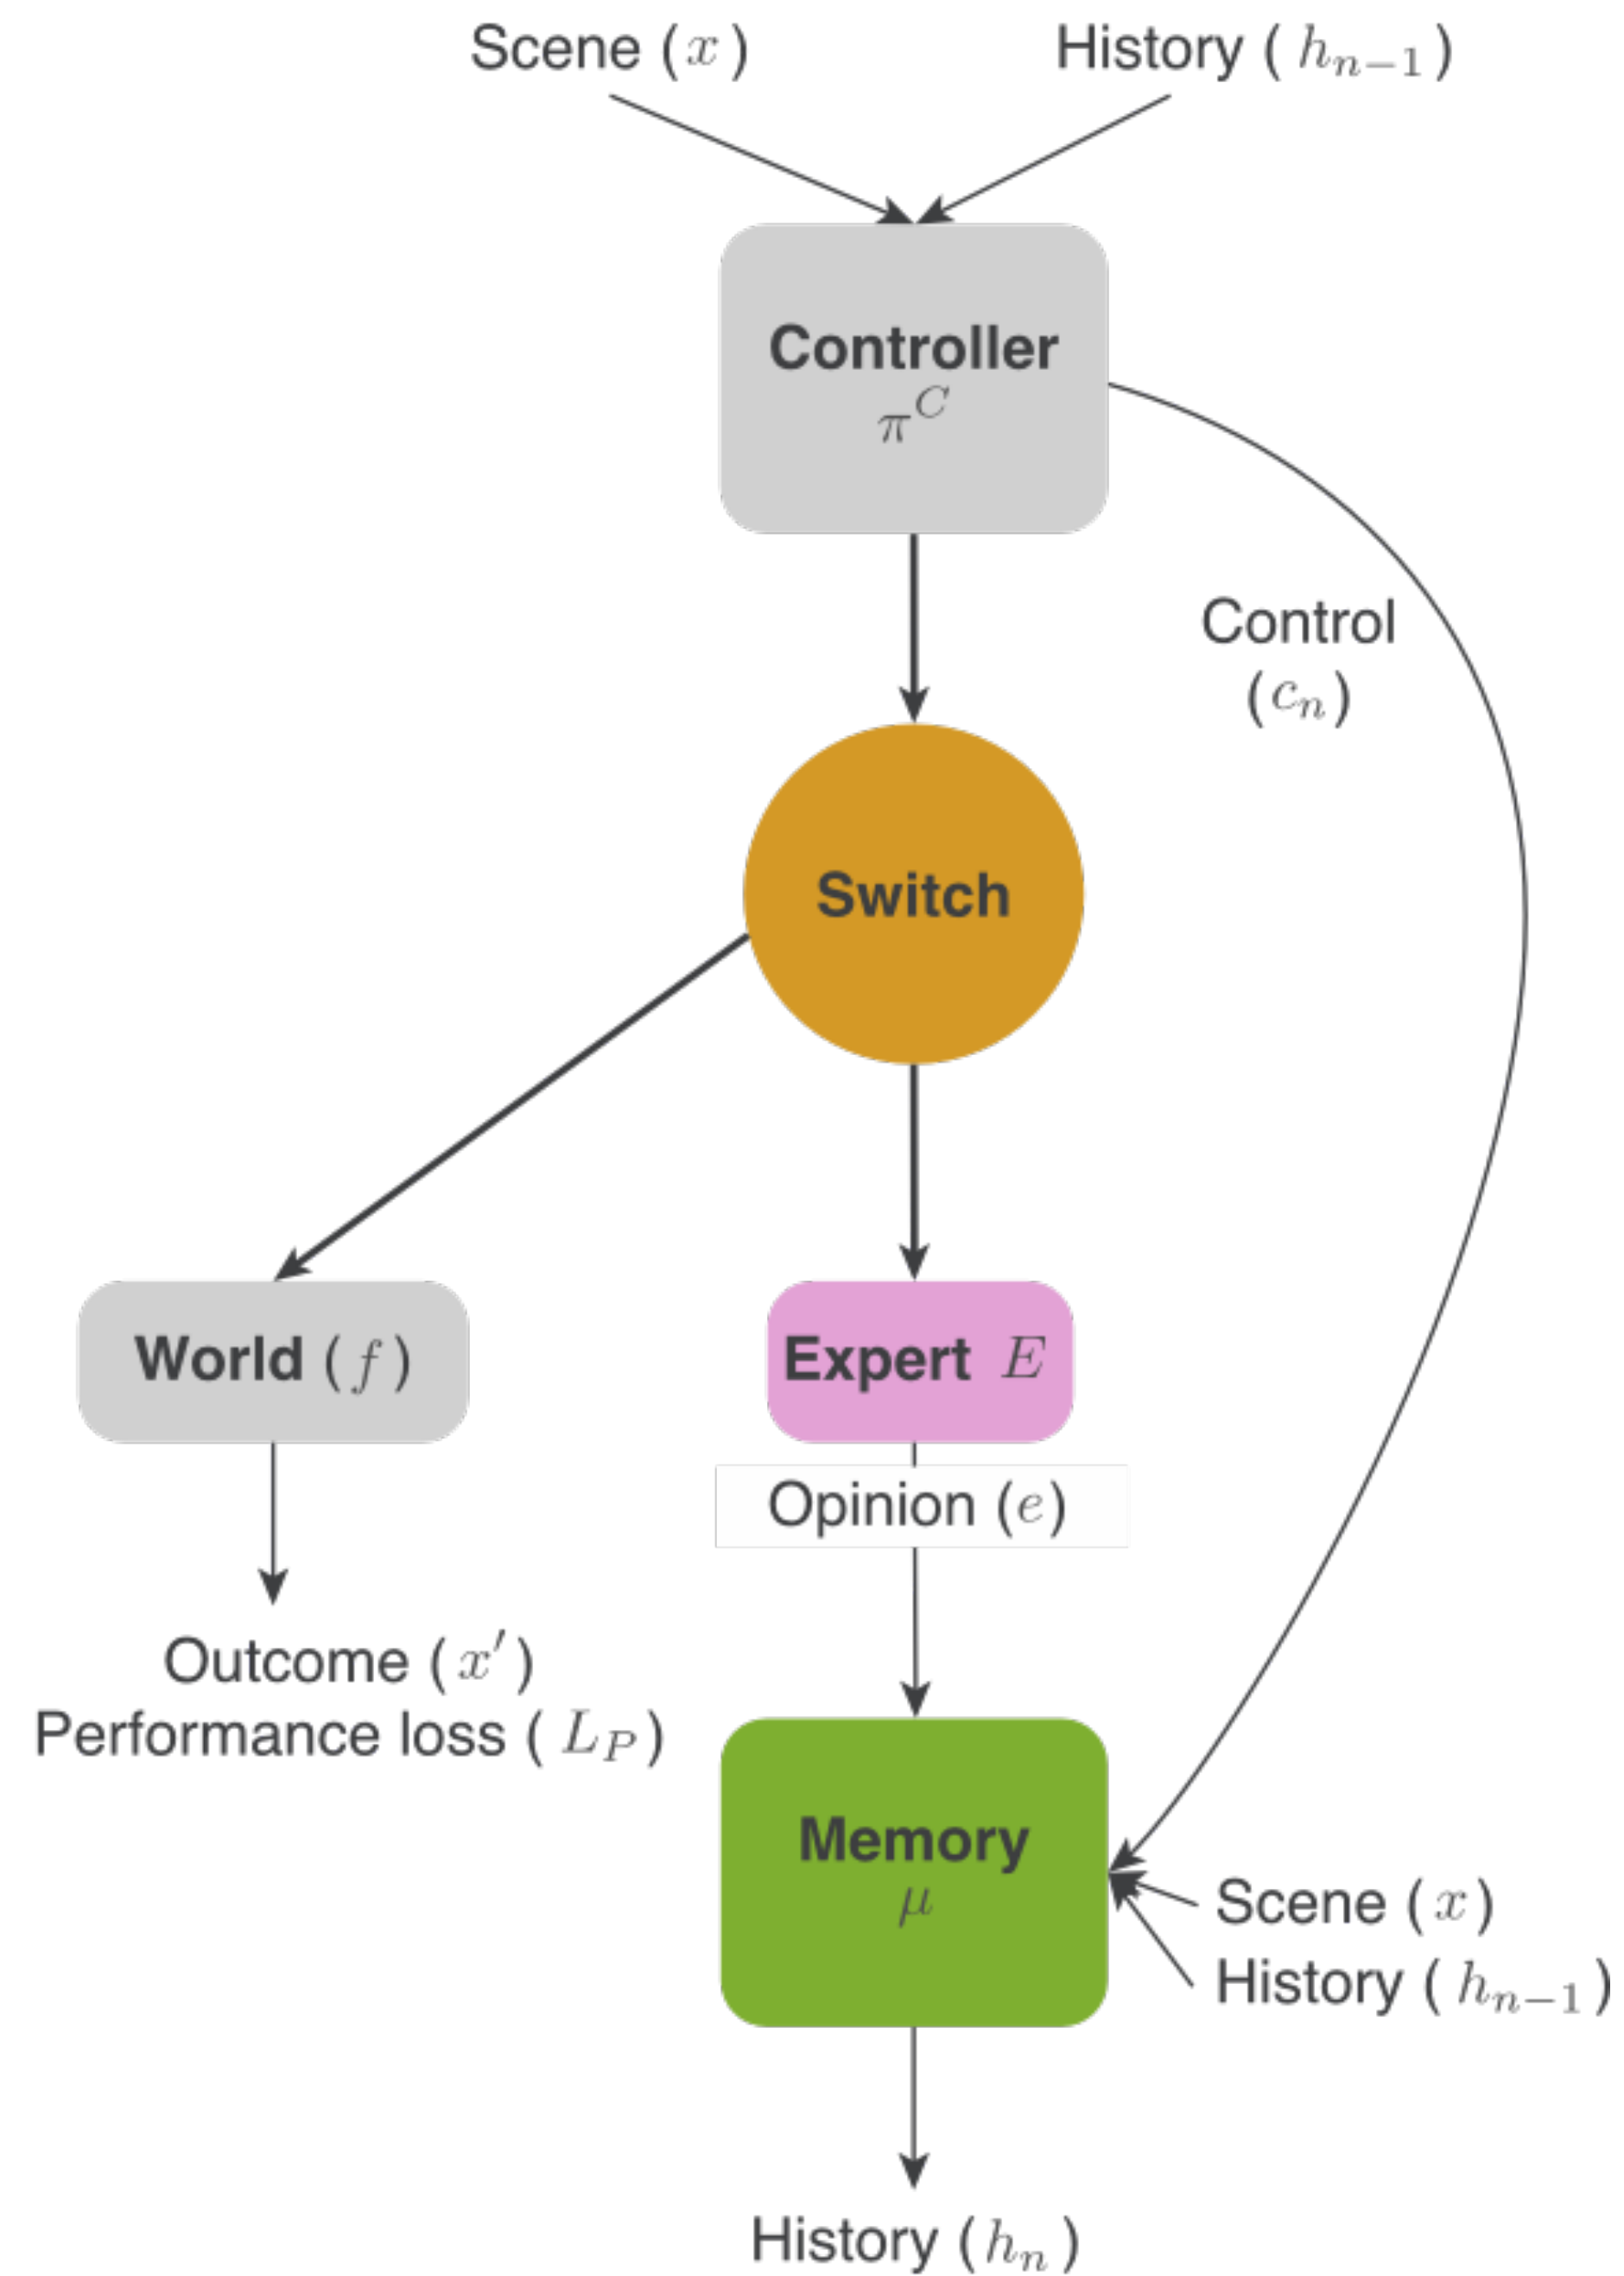 Scene (x)
History (h_{n-1})
Controller
π^C
Control
(c_n)
Switch
World (f)
Expert E
Opinion (e)
Outcome (x′)
Performance loss (L_P)
Memory
μ
Scene (x)
History (h_{n-1})
History (h_n)